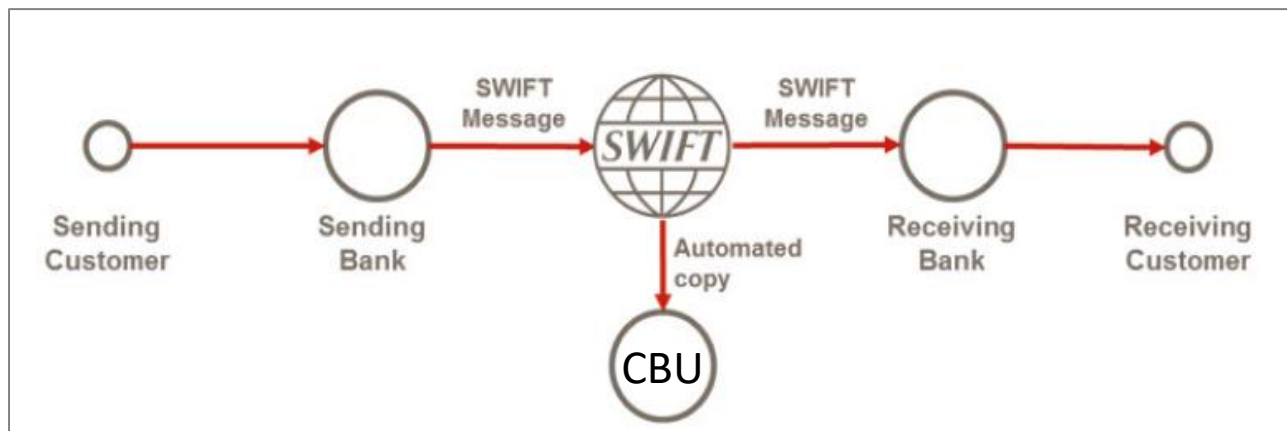 SWIFT
Message
SWIFT
Message
SWIFT
Sending
Customer
Sending
Bank
Automated
copy
Receiving
Bank
Receiving
Customer
CBU